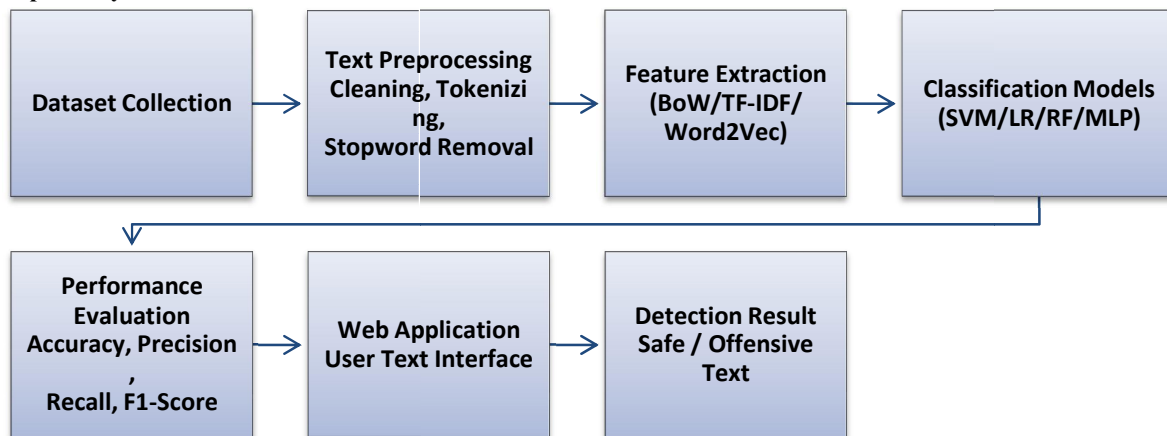 Dataset Collection
Text Preprocessing
Cleaning, Tokenizi
ng,
Stopword Removal
Feature Extraction
(BoW/TF-IDF/
Word2Vec)
Classification Models
(SVM/LR/RF/MLP)
Performance
Evaluation
Accuracy, Precision
,
Recall, F1-Score
Web Application
User Text Interface
Detection Result
Safe / Offensive
Text